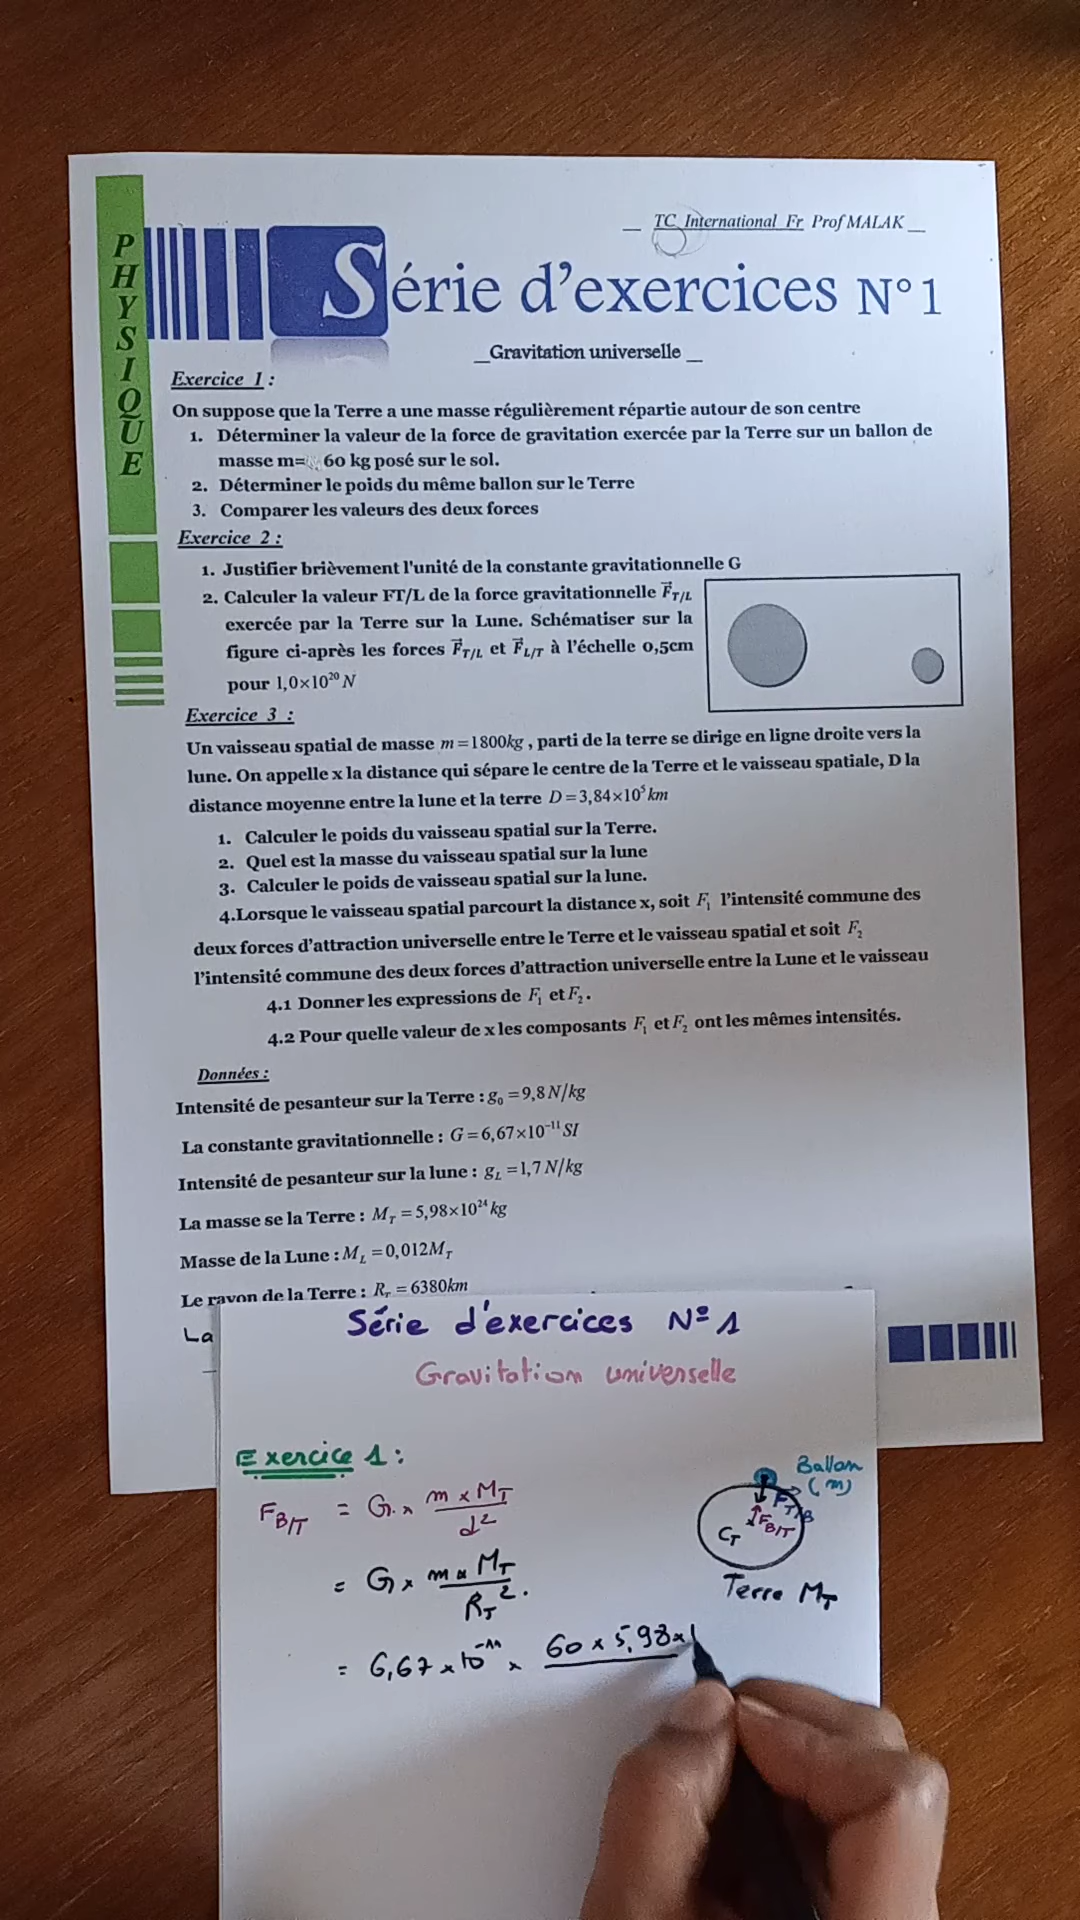 PHYSIQUE
_ TC International Fr Prof MALAK _
Série d'exercices N°1
_Gravitation universelle _
Exercice 1 :
On suppose que la Terre a une masse régulièrement répartie autour de son centre
1. Déterminer la valeur de la force de gravitation exercée par la Terre sur un ballon de
masse m= 60 kg posé sur le sol.
2. Déterminer le poids du même ballon sur le Terre
3. Comparer les valeurs des deux forces
Exercice 2 :
1. Justifier brièvement l'unité de la constante gravitationnelle G
2. Calculer la valeur FT/L de la force gravitationnelle F⃗_{T/L}
exercée par la Terre sur la Lune. Schématiser sur la
figure ci-après les forces F⃗_{T/L} et F⃗_{L/T} à l'échelle 0,5cm
pour 1,0×10²⁰ N
Exercice 3 :
Un vaisseau spatial de masse m=1800kg , parti de la terre se dirige en ligne droite vers la
lune. On appelle x la distance qui sépare le centre de la Terre et le vaisseau spatiale, D la
distance moyenne entre la lune et la terre D=3,84×10⁵ km
1. Calculer le poids du vaisseau spatial sur la Terre.
2. Quel est la masse du vaisseau spatial sur la lune
3. Calculer le poids de vaisseau spatial sur la lune.
4.Lorsque le vaisseau spatial parcourt la distance x, soit F₁ l'intensité commune des
deux forces d'attraction universelle entre le Terre et le vaisseau spatial et soit F₂
l'intensité commune des deux forces d'attraction universelle entre la Lune et le vaisseau
4.1 Donner les expressions de F₁ et F₂.
4.2 Pour quelle valeur de x les composants F₁ et F₂ ont les mêmes intensités.
Données :
Intensité de pesanteur sur la Terre : g₀ =9,8 N/kg
La constante gravitationnelle : G=6,67×10⁻¹¹ SI
Intensité de pesanteur sur la lune : g_L =1,7 N/kg
La masse se la Terre : M_T =5,98×10²⁴ kg
Masse de la Lune : M_L =0,012M_T
Le rayon de la Terre : R_T = 6380km
La
Série d'exercices Nº 1
Gravitation universelle
Exercice 1 :
F_{B/T} = G × m × M_T / d²
= G × m × M_T / R_T².
= 6,67 × 10⁻¹¹ × 60 × 5,98 × 1
Ballon
(m)
F_{T/B}
F_{B/T}
C_T
Terre M_T